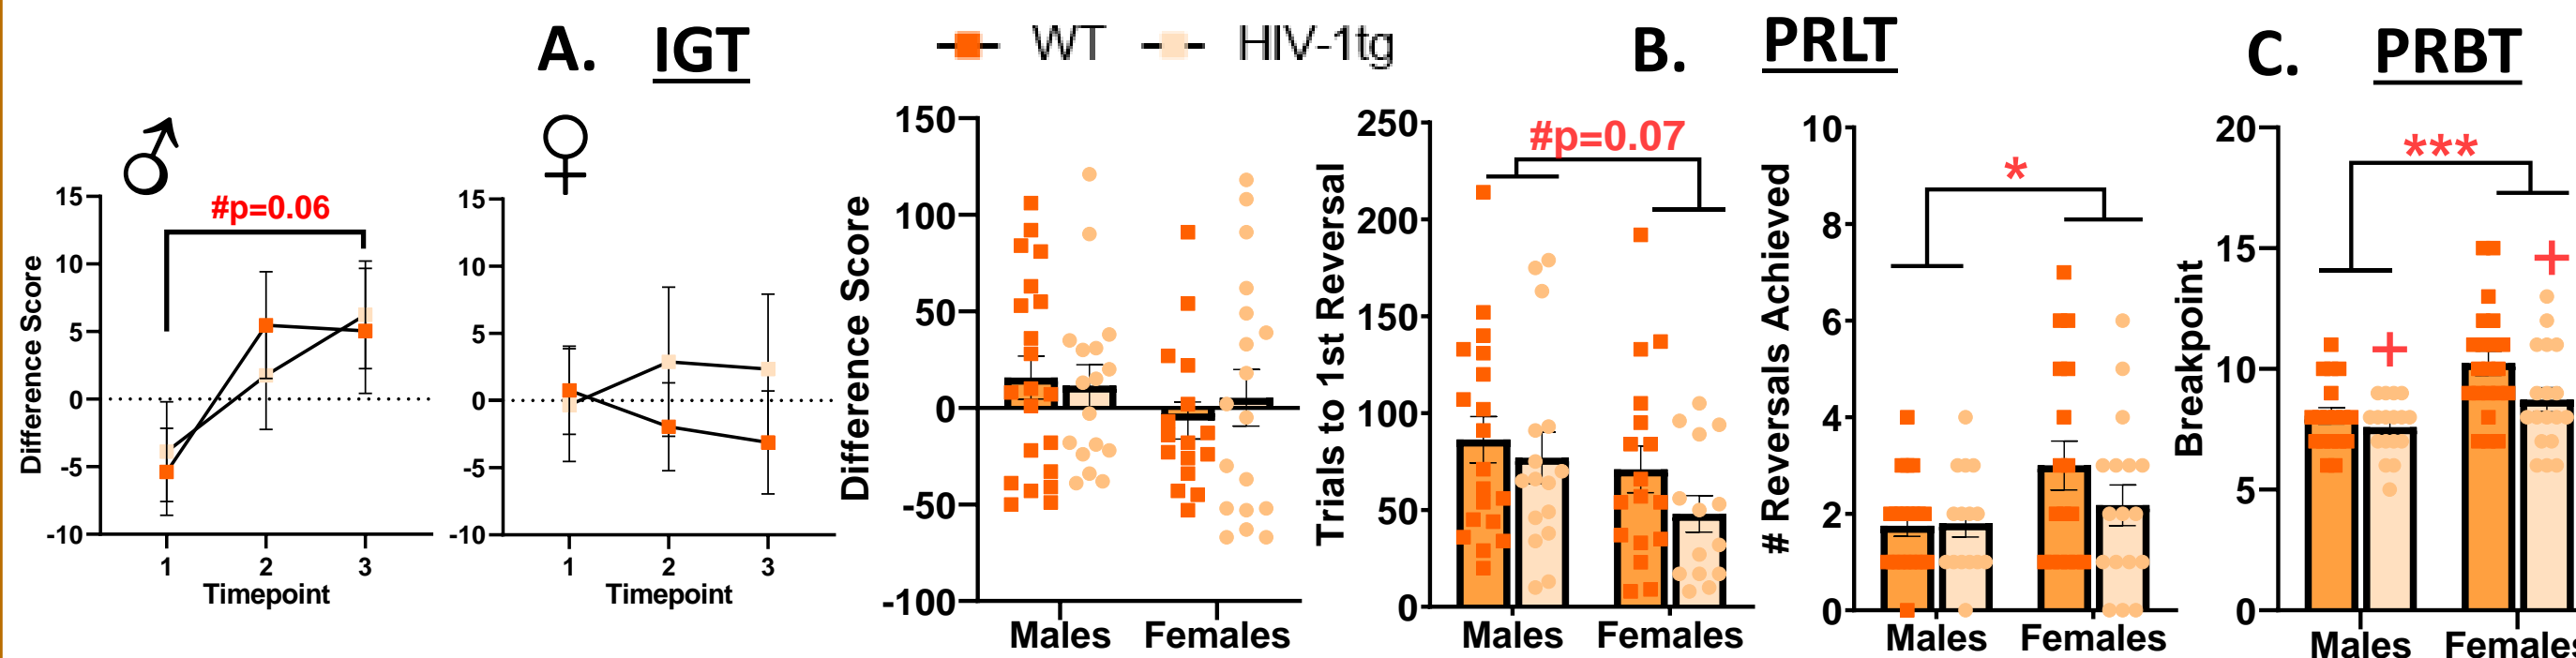 A. IGT
WT HIV-1tg
B. PRLT
C. PRBT
♂
#p=0.06
Difference Score
15
10
5
0
-5
-10
1 2 3
Timepoint
♀
Difference Score
15
10
5
0
-5
-10
1 2 3
Timepoint
150
100
50
0
-50
-100
Males Females
Trials to 1st Reversal
#p=0.07
250
200
150
100
50
0
Males Females
# Reversals Achieved
*
10
8
6
4
2
0
Males Females
Breakpoint
***
+
+
20
15
10
5
0
Males Females